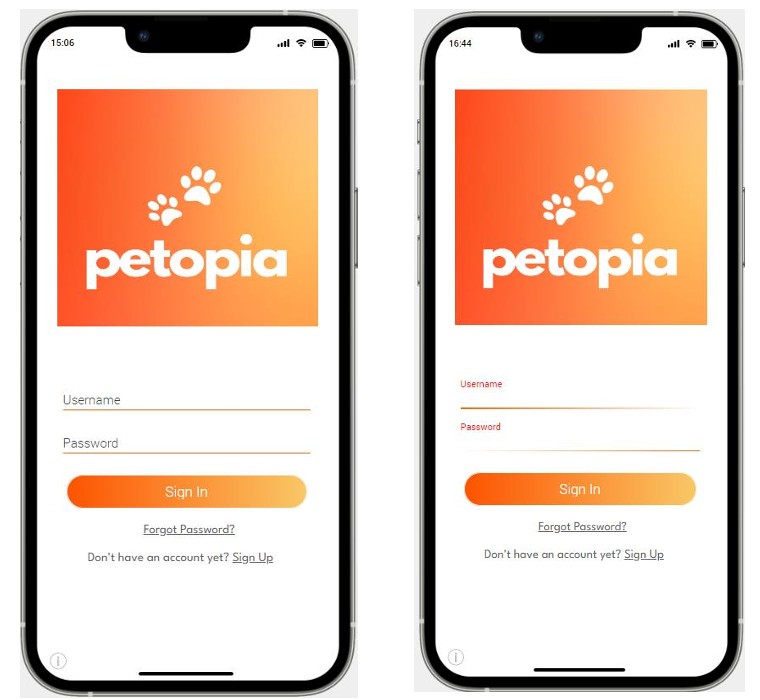 15:06
petopia
Username
Password
Sign In
Forgot Password?
Don't have an account yet? Sign Up
16:44
petopia
Username
Password
Sign In
Forgot Password?
Don't have an account yet? Sign Up